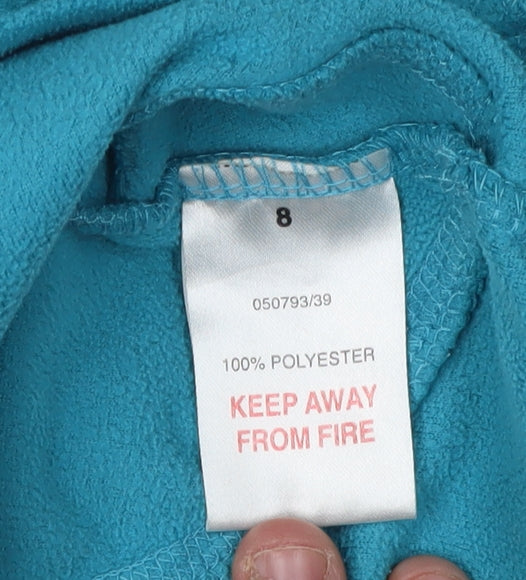 8
050793/39
100% POLYESTER
KEEP AWAY
FROM FIRE